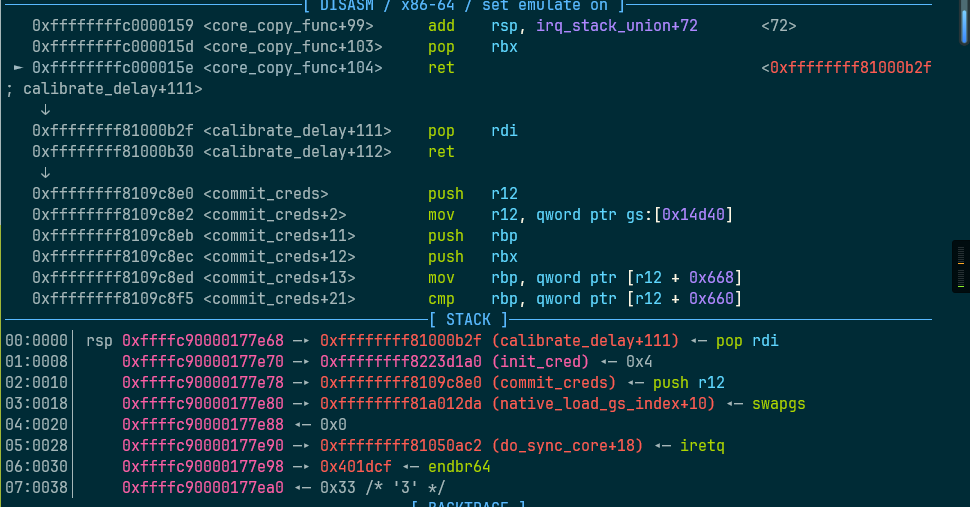 [ DISASM / x86-64 / set emulate on ]
0xffffffffc0000159 <core_copy_func+99> add rsp, irq_stack_union+72 <72>
0xffffffffc000015d <core_copy_func+103> pop rbx
► 0xffffffffc000015e <core_copy_func+104> ret <0xffffffff81000b2f
; calibrate_delay+111>
↓
0xffffffff81000b2f <calibrate_delay+111> pop rdi
0xffffffff81000b30 <calibrate_delay+112> ret
↓
0xffffffff8109c8e0 <commit_creds> push r12
0xffffffff8109c8e2 <commit_creds+2> mov r12, qword ptr gs:[0x14d40]
0xffffffff8109c8eb <commit_creds+11> push rbp
0xffffffff8109c8ec <commit_creds+12> push rbx
0xffffffff8109c8ed <commit_creds+13> mov rbp, qword ptr [r12 + 0x668]
0xffffffff8109c8f5 <commit_creds+21> cmp rbp, qword ptr [r12 + 0x660]
[ STACK ]
00:0000│ rsp 0xffffc90000177e68 —▸ 0xffffffff81000b2f (calibrate_delay+111) ◂— pop rdi
01:0008│ 0xffffc90000177e70 —▸ 0xffffffff8223d1a0 (init_cred) ◂— 0x4
02:0010│ 0xffffc90000177e78 —▸ 0xffffffff8109c8e0 (commit_creds) ◂— push r12
03:0018│ 0xffffc90000177e80 —▸ 0xffffffff81a012da (native_load_gs_index+10) ◂— swapgs
04:0020│ 0xffffc90000177e88 ◂— 0x0
05:0028│ 0xffffc90000177e90 —▸ 0xffffffff81050ac2 (do_sync_core+18) ◂— iretq
06:0030│ 0xffffc90000177e98 —▸ 0x401dcf ◂— endbr64
07:0038│ 0xffffc90000177ea0 ◂— 0x33 /* '3' */
[ BACKTRACE ]